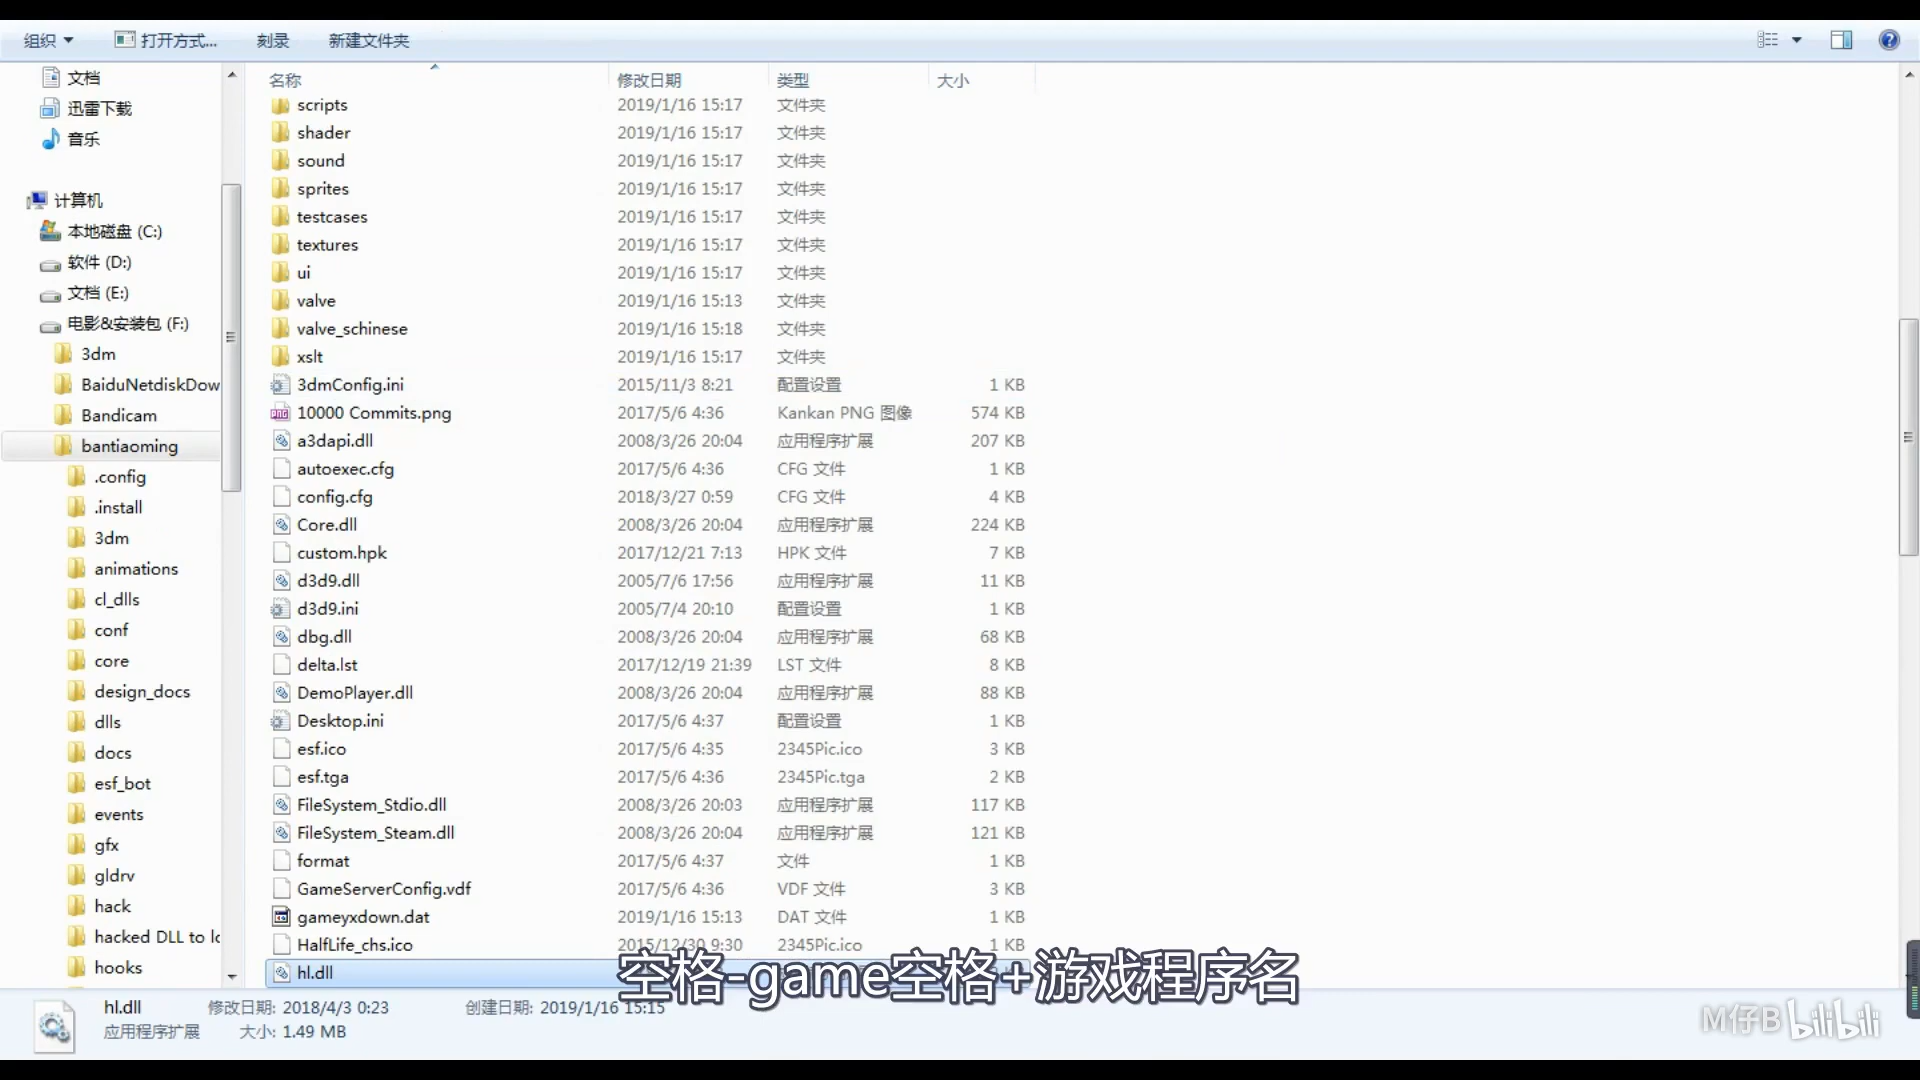 组织 打开方式... 刻录 新建文件夹
文档
迅雷下载
音乐
计算机
本地磁盘 (C:)
软件 (D:)
文档 (E:)
电影&安装包 (F:)
3dm
BaiduNetdiskDow
Bandicam
bantiaoming
.config
.install
3dm
animations
cl_dlls
conf
core
design_docs
dlls
docs
esf_bot
events
gfx
gldrv
hack
hacked DLL to lo
hooks
名称 修改日期 类型 大小
scripts 2019/1/16 15:17 文件夹
shader 2019/1/16 15:17 文件夹
sound 2019/1/16 15:17 文件夹
sprites 2019/1/16 15:17 文件夹
testcases 2019/1/16 15:17 文件夹
textures 2019/1/16 15:17 文件夹
ui 2019/1/16 15:17 文件夹
valve 2019/1/16 15:13 文件夹
valve_schinese 2019/1/16 15:18 文件夹
xslt 2019/1/16 15:17 文件夹
3dmConfig.ini 2015/11/3 8:21 配置设置 1 KB
10000 Commits.png 2017/5/6 4:36 Kankan PNG 图像 574 KB
a3dapi.dll 2008/3/26 20:04 应用程序扩展 207 KB
autoexec.cfg 2017/5/6 4:36 CFG 文件 1 KB
config.cfg 2018/3/27 0:59 CFG 文件 4 KB
Core.dll 2008/3/26 20:04 应用程序扩展 224 KB
custom.hpk 2017/12/21 7:13 HPK 文件 7 KB
d3d9.dll 2005/7/6 17:56 应用程序扩展 11 KB
d3d9.ini 2005/7/4 20:10 配置设置 1 KB
dbg.dll 2008/3/26 20:04 应用程序扩展 68 KB
delta.lst 2017/12/19 21:39 LST 文件 8 KB
DemoPlayer.dll 2008/3/26 20:04 应用程序扩展 88 KB
Desktop.ini 2017/5/6 4:37 配置设置 1 KB
esf.ico 2017/5/6 4:35 2345Pic.ico 3 KB
esf.tga 2017/5/6 4:36 2345Pic.tga 2 KB
FileSystem_Stdio.dll 2008/3/26 20:03 应用程序扩展 117 KB
FileSystem_Steam.dll 2008/3/26 20:04 应用程序扩展 121 KB
format 2017/5/6 4:37 文件 1 KB
GameServerConfig.vdf 2017/5/6 4:36 VDF 文件 3 KB
gameyxdown.dat 2019/1/16 15:13 DAT 文件 1 KB
HalfLife_chs.ico 2015/12/30 9:30 2345Pic.ico 1 KB
hl.dll
空格-game空格+游戏程序名
hl.dll 修改日期: 2018/4/3 0:23 创建日期: 2019/1/16 15:15
应用程序扩展 大小: 1.49 MB
M仔B bilibili